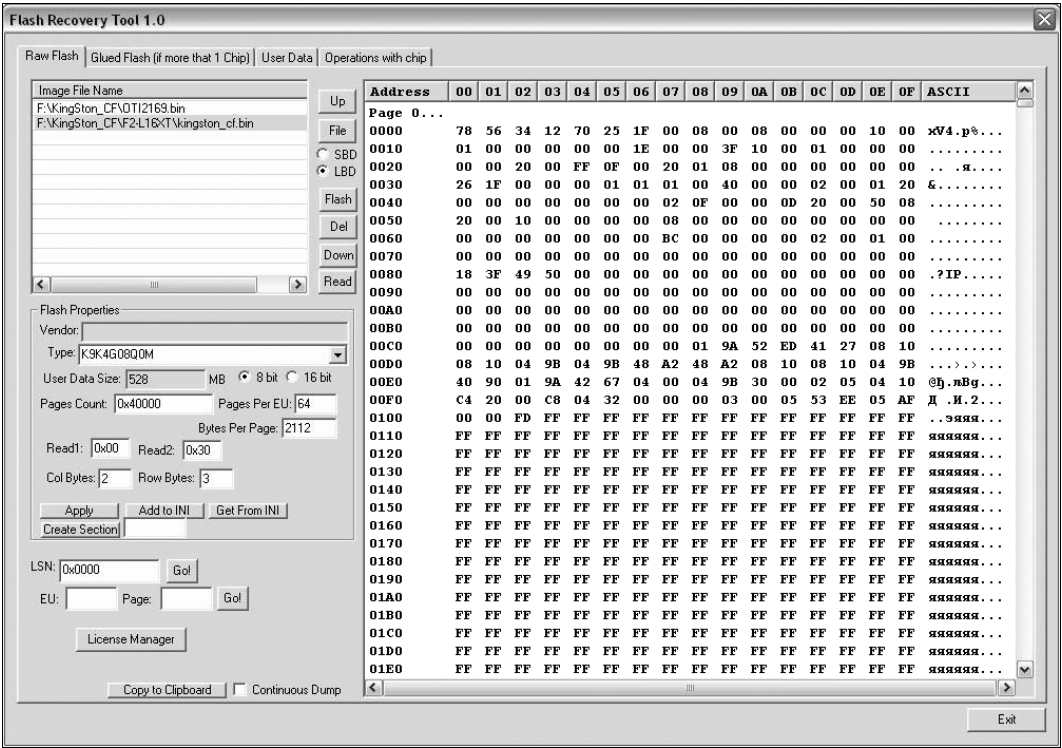 Flash Recovery Tool 1.0
Raw Flash Glued Flash (if more that 1 Chip) User Data Operations with chip
Image File Name
F:\KingSton_CF\OTI2169.bin
F:\KingSton_CF\F2-L16XT\kingston_cf.bin
Up
File
SBD
LBD
Flash
Del
Down
Read
Flash Properties
Vendor:
Type: K9K4G08Q0M
User Data Size: 528 MB 8 bit 16 bit
Pages Count: 0x40000 Pages Per EU: 64
Bytes Per Page: 2112
Read1: 0x00 Read2: 0x30
Col Bytes: 2 Row Bytes: 3
Apply Add to INI Get From INI
Create Section
LSN: 0x0000 Go!
EU: Page: Go!
License Manager
Copy to Clipboard Continuous Dump
Address 00 01 02 03 04 05 06 07 08 09 0A 0B 0C 0D 0E 0F ASCII
Page 0...
0000 78 56 34 12 70 25 1F 00 08 00 08 00 00 00 10 00 xV4.p%...
0010 01 00 00 00 00 00 1E 00 00 3F 10 00 01 00 00 00 .........
0020 00 00 20 00 FF 0F 00 20 01 08 00 00 00 00 00 00 .. .я....
0030 26 1F 00 00 00 01 01 01 00 40 00 00 02 00 01 20 &........
0040 00 00 00 00 00 00 02 0F 00 00 0D 20 00 50 08 .........
0050 20 00 10 00 00 00 00 08 00 00 00 00 00 00 00 00 ........
0060 00 00 00 00 00 00 00 BC 00 00 00 00 02 00 01 00 .........
0070 00 00 00 00 00 00 00 00 00 00 00 00 00 00 00 00 .........
0080 18 3F 49 50 00 00 00 00 00 00 00 00 00 00 00 00 .?IP.....
0090 00 00 00 00 00 00 00 00 00 00 00 00 00 00 00 00 .........
00A0 00 00 00 00 00 00 00 00 00 00 00 00 00 00 00 00 .........
00B0 00 00 00 00 00 00 00 00 00 00 00 00 00 00 00 00 .........
00C0 00 00 00 00 00 00 00 00 01 9A 52 ED 41 27 08 10 .........
00D0 08 10 04 9B 04 9B 48 A2 48 A2 08 10 08 10 04 9B ...›.›...
00E0 40 90 01 9A 42 67 04 00 04 9B 30 00 02 05 04 10 @ђ.љBg...
00F0 C4 20 00 C8 04 32 00 00 00 03 00 05 53 EE 05 AF Д .И.2...
0100 00 00 FD FF FF FF FF FF FF FF FF FF FF FF FF FF ..эяяя...
0110 FF FF FF FF FF FF FF FF FF FF FF FF FF FF FF FF яяяяяя...
0120 FF FF FF FF FF FF FF FF FF FF FF FF FF FF FF FF яяяяяя...
0130 FF FF FF FF FF FF FF FF FF FF FF FF FF FF FF FF яяяяяя...
0140 FF FF FF FF FF FF FF FF FF FF FF FF FF FF FF FF яяяяяя...
0150 FF FF FF FF FF FF FF FF FF FF FF FF FF FF FF FF яяяяяя...
0160 FF FF FF FF FF FF FF FF FF FF FF FF FF FF FF FF яяяяяя...
0170 FF FF FF FF FF FF FF FF FF FF FF FF FF FF FF FF яяяяяя...
0180 FF FF FF FF FF FF FF FF FF FF FF FF FF FF FF FF яяяяяя...
0190 FF FF FF FF FF FF FF FF FF FF FF FF FF FF FF FF яяяяяя...
01A0 FF FF FF FF FF FF FF FF FF FF FF FF FF FF FF FF яяяяяя...
01B0 FF FF FF FF FF FF FF FF FF FF FF FF FF FF FF FF яяяяяя...
01C0 FF FF FF FF FF FF FF FF FF FF FF FF FF FF FF FF яяяяяя...
01D0 FF FF FF FF FF FF FF FF FF FF FF FF FF FF FF FF яяяяяя...
01E0 FF FF FF FF FF FF FF FF FF FF FF FF FF FF FF FF яяяяяя...
Exit